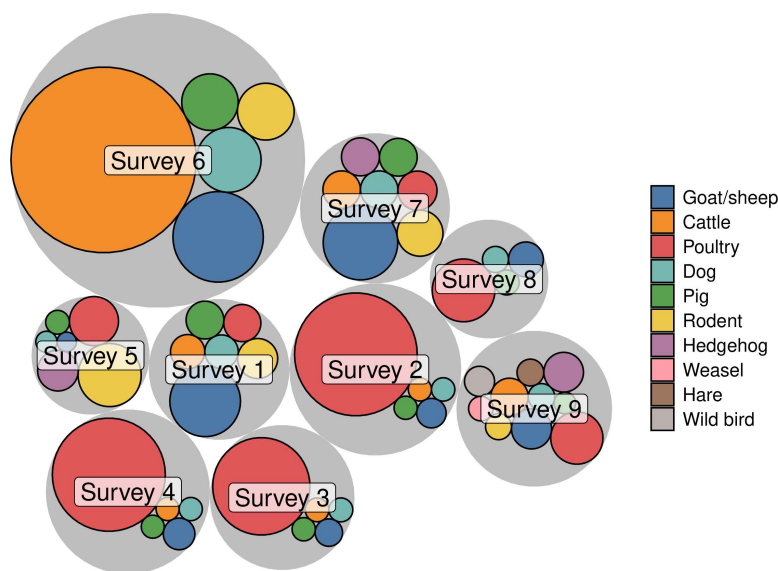 Survey 6
Survey 7
Survey 8
Survey 5
Survey 1
Survey 2
Survey 9
Survey 4
Survey 3
Goat/sheep
Cattle
Poultry
Dog
Pig
Rodent
Hedgehog
Weasel
Hare
Wild bird